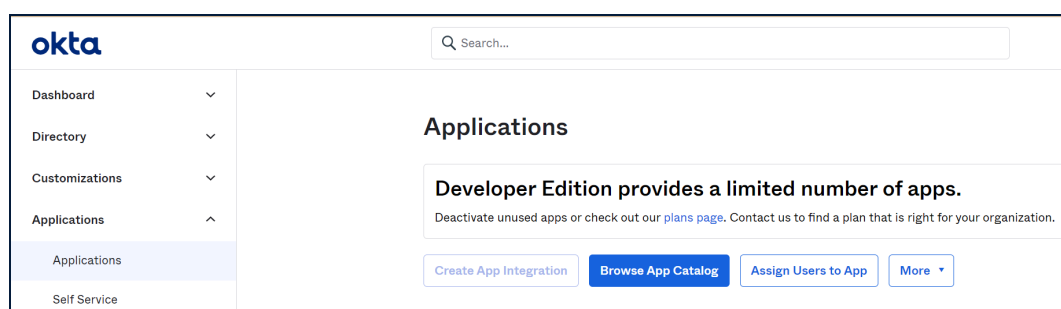 okta
Search...
Dashboard
Directory
Customizations
Applications
Applications
Self Service
Applications
Developer Edition provides a limited number of apps.
Deactivate unused apps or check out our plans page. Contact us to find a plan that is right for your organization.
Create App Integration
Browse App Catalog
Assign Users to App
More